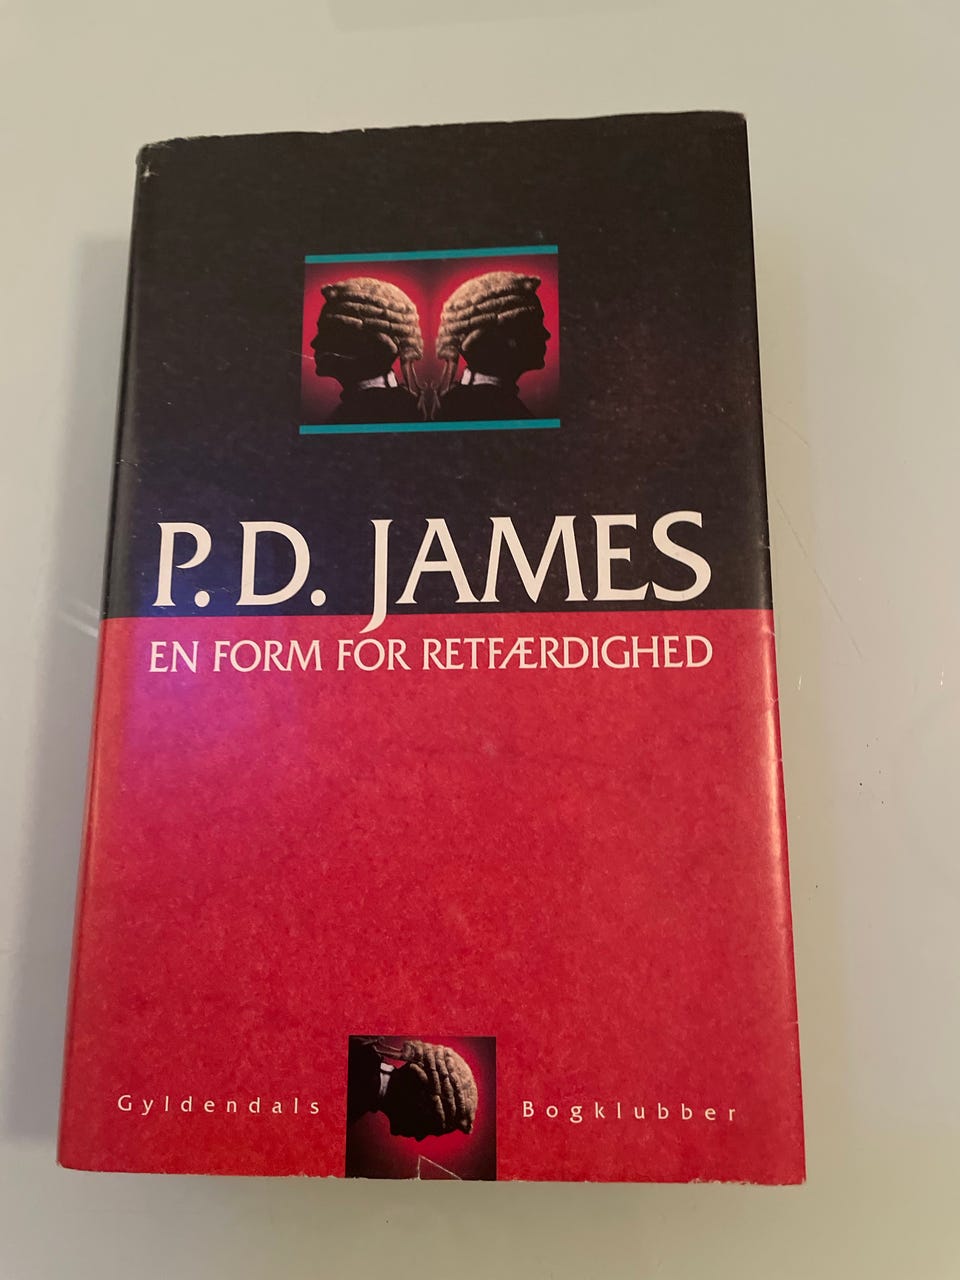 P. D. JAMES
EN FORM FOR RETFÆRDIGHED
Gyldendals Bogklubber